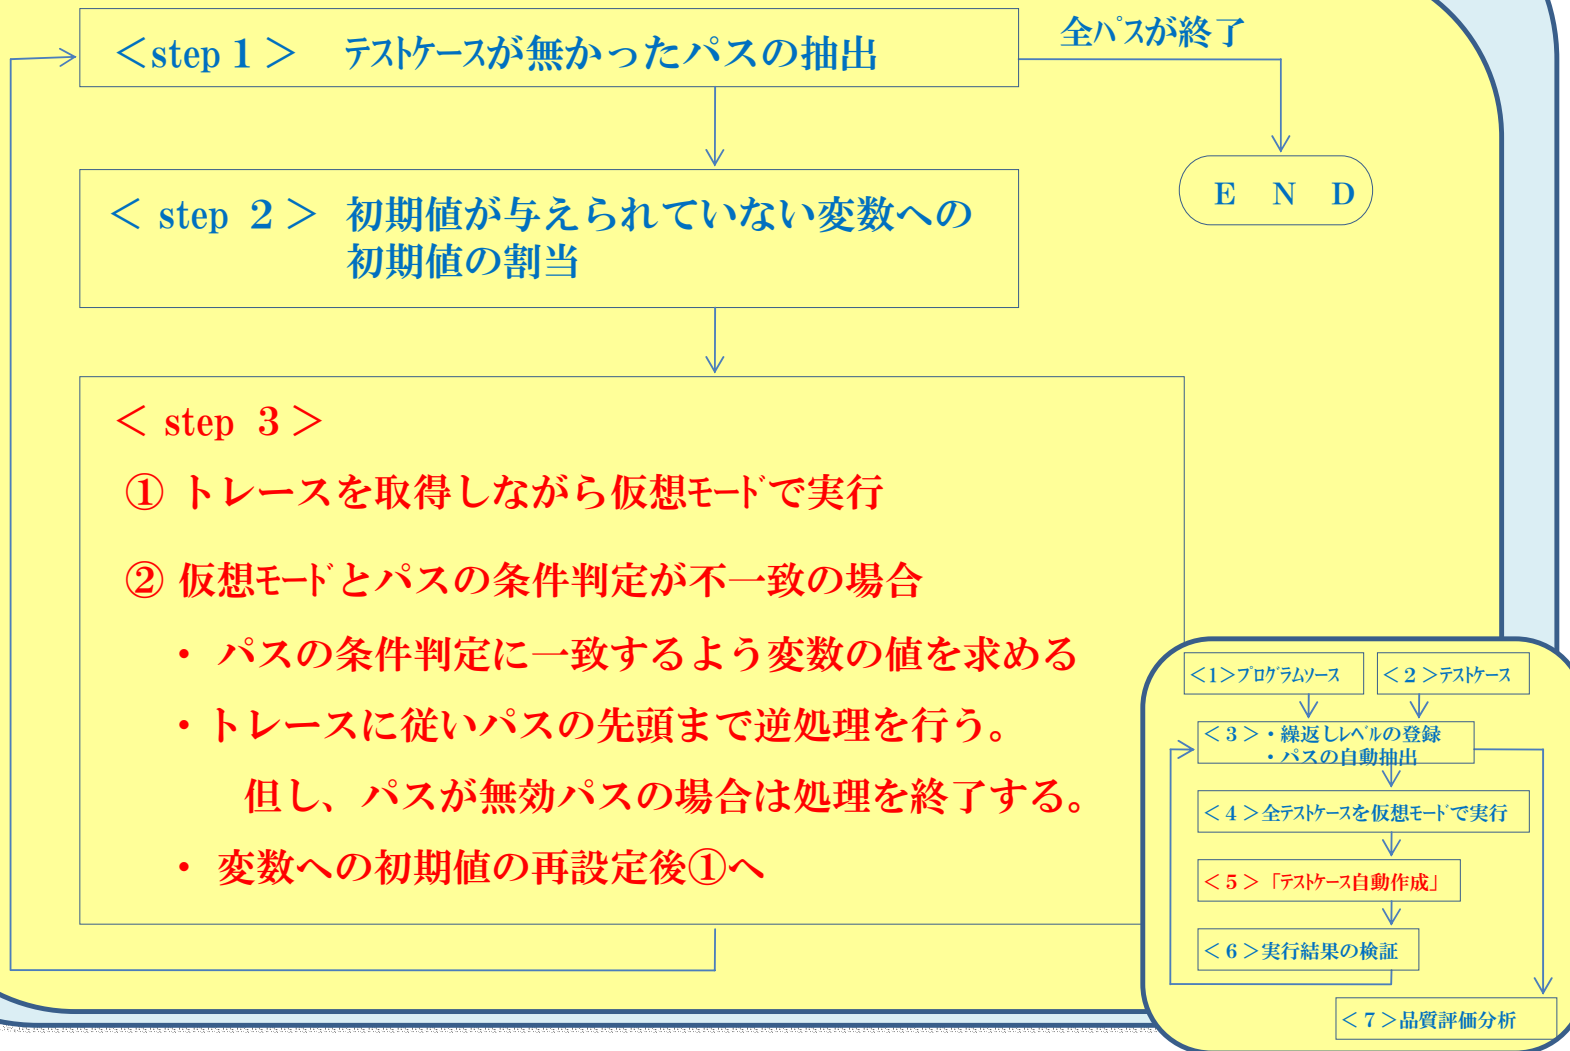 ＜step 1＞　ﾃｽﾄｹｰｽが無かったパスの抽出
全ﾊﾟｽが終了
＜ step ２＞ 初期値が与えられていない変数への
初期値の割当
Ｅ　Ｎ　Ｄ
＜ step ３＞
① トレースを取得しながら仮想ﾓｰﾄﾞで実行
② 仮想ﾓｰﾄﾞとパスの条件判定が不一致の場合
・ パスの条件判定に一致するよう変数の値を求める
・トレースに従いパスの先頭まで逆処理を行う。
但し、パスが無効パスの場合は処理を終了する。
・ 変数への初期値の再設定後①へ
＜1＞ﾌﾟﾛｸﾞﾗﾑｿｰｽ
＜２＞ﾃｽﾄｹｰｽ
＜３＞・繰返しﾚﾍﾞﾙの登録
・パスの自動抽出
＜４＞全ﾃｽﾄｹｰｽを仮想ﾓｰﾄﾞで実行
＜５＞「ﾃｽﾄｹｰｽ自動作成」
＜６＞実行結果の検証
＜７＞品質評価分析